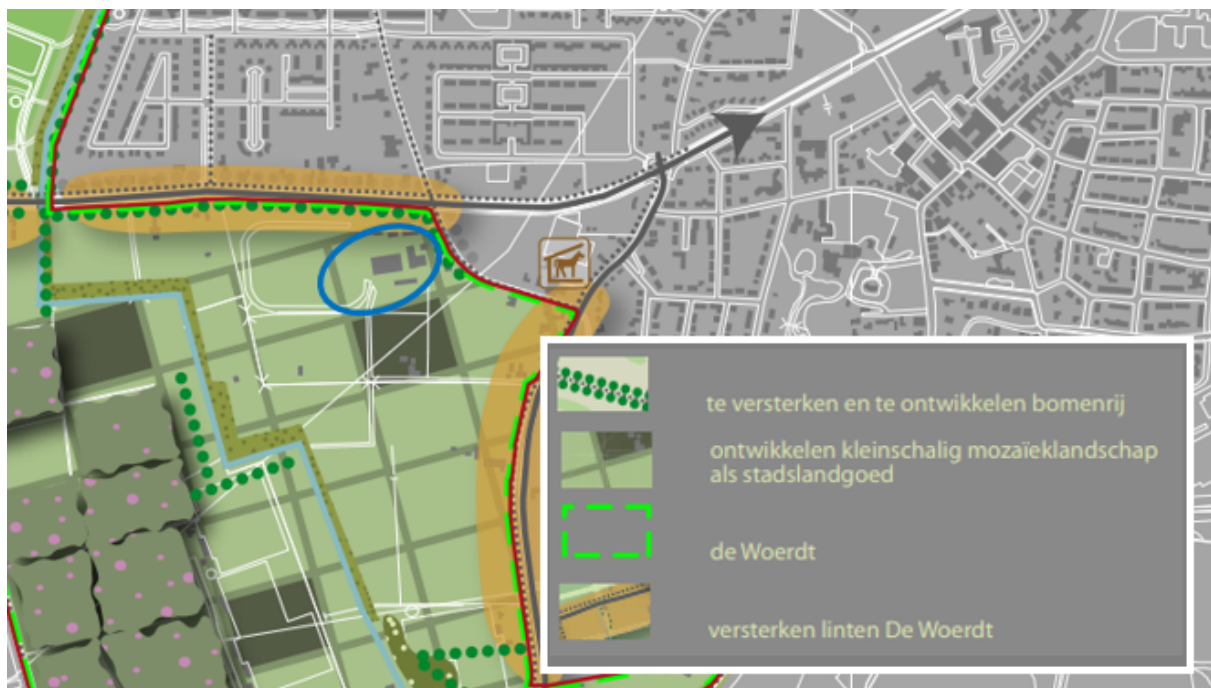 te versterken en te ontwikkelen bomenrij
ontwikkelen kleinschalig mozaïeklandschap
als stadslandgoed
de Woerdt
versterken linten De Woerdt